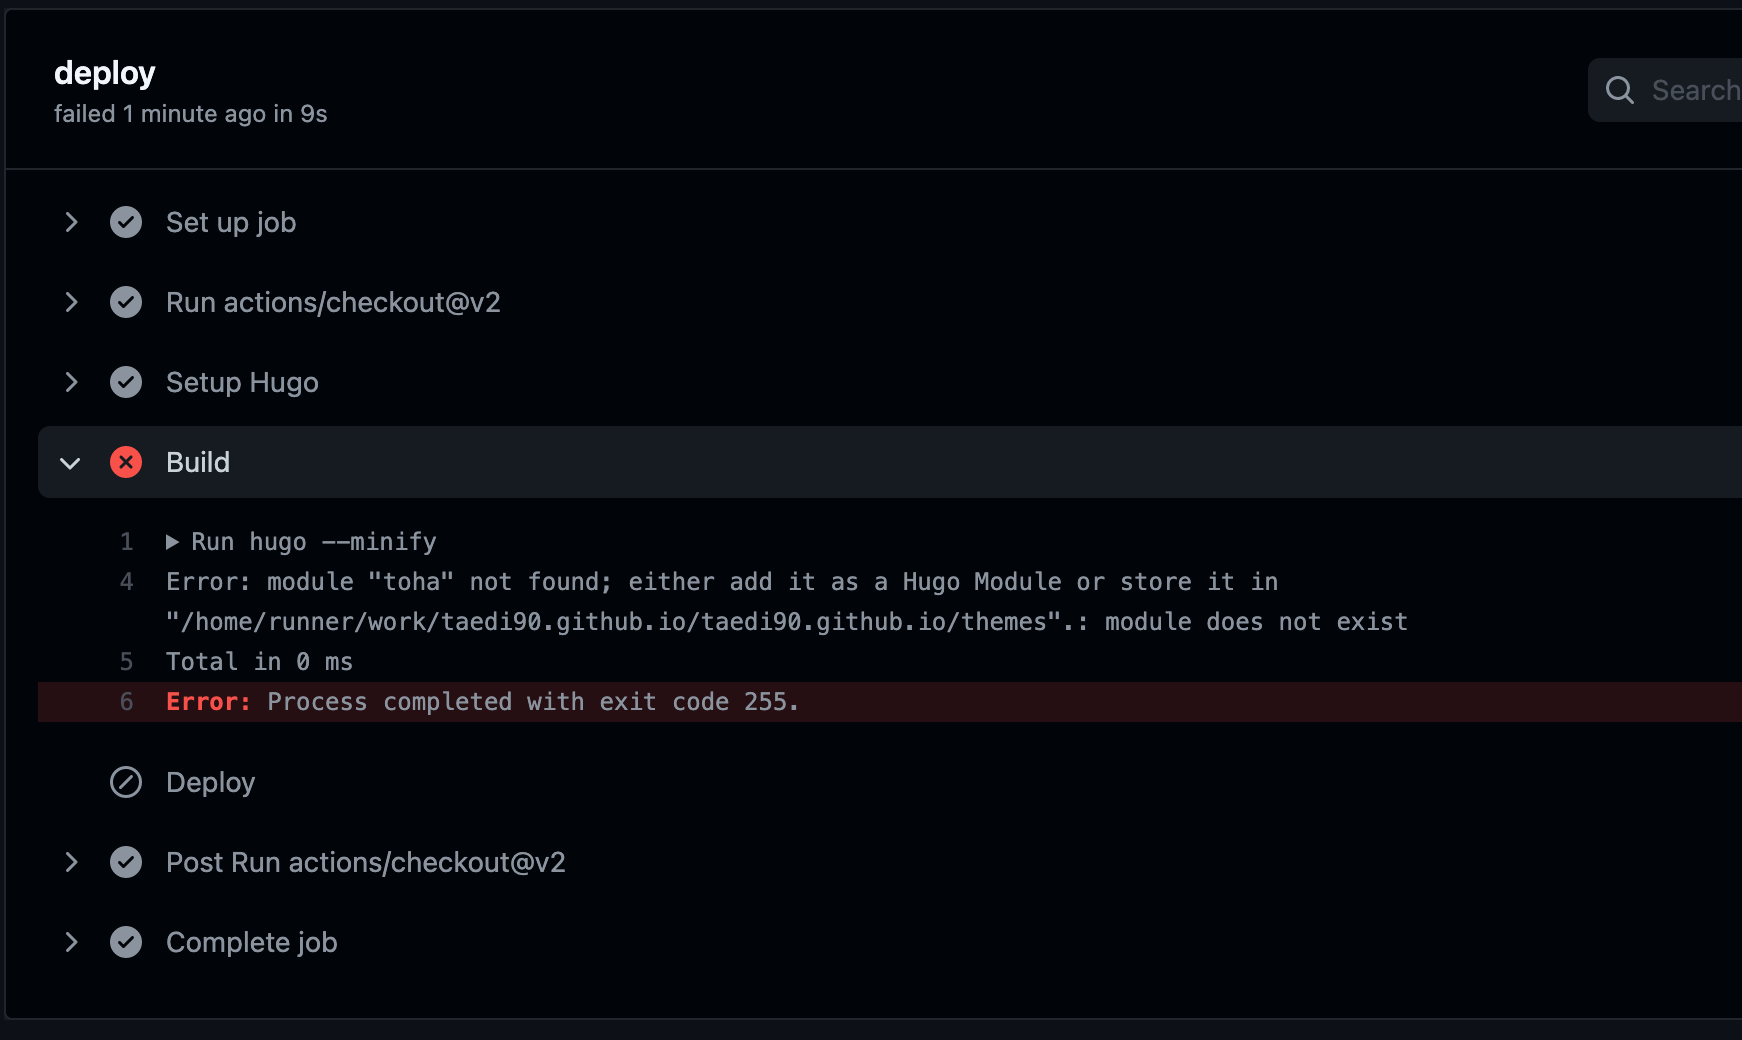 deploy
failed 1 minute ago in 9s
Search
Set up job
Run actions/checkout@v2
Setup Hugo
Build
1 ▶ Run hugo --minify
4 Error: module "toha" not found; either add it as a Hugo Module or store it in
"/home/runner/work/taedi90.github.io/taedi90.github.io/themes".: module does not exist
5 Total in 0 ms
6 Error: Process completed with exit code 255.
Deploy
Post Run actions/checkout@v2
Complete job